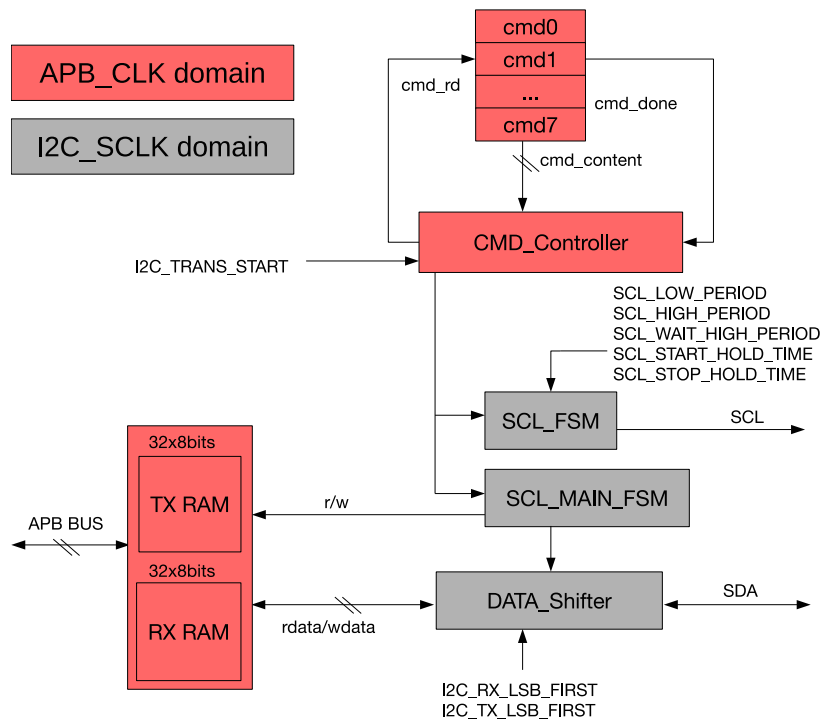 APB_CLK domain
I2C_SCLK domain
cmd0
cmd1
...
cmd7
cmd_rd
cmd_done
cmd_content
CMD_Controller
I2C_TRANS_START
SCL_LOW_PERIOD
SCL_HIGH_PERIOD
SCL_WAIT_HIGH_PERIOD
SCL_START_HOLD_TIME
SCL_STOP_HOLD_TIME
SCL_FSM
SCL
32x8bits
TX RAM
r/w
SCL_MAIN_FSM
APB BUS
32x8bits
RX RAM
rdata/wdata
DATA_Shifter
SDA
I2C_RX_LSB_FIRST
I2C_TX_LSB_FIRST